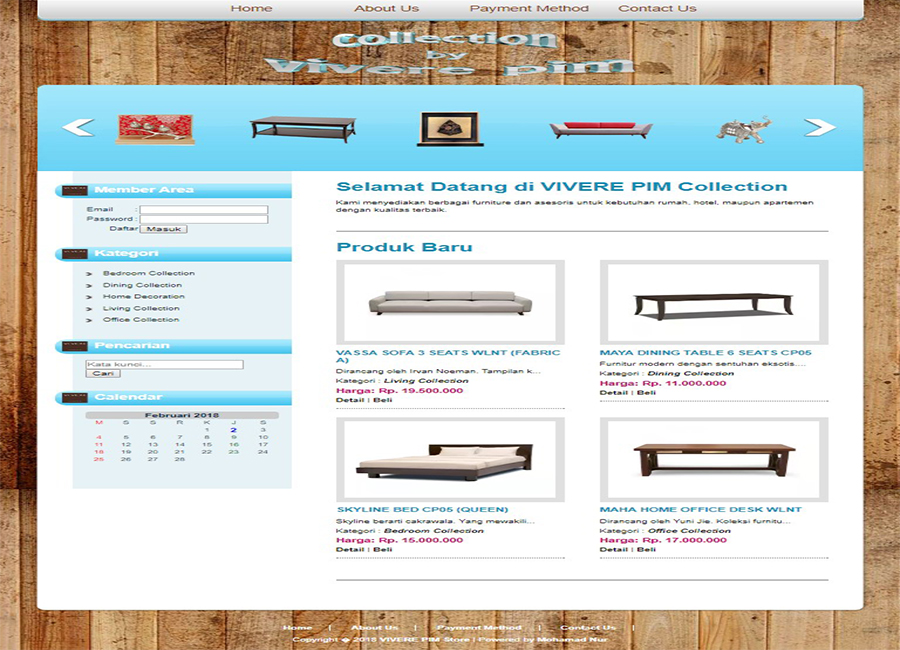 Home About Us Payment Method Contact Us
Collection
by
Vivere pim
Member Area
Email :
Password :
Daftar Masuk
Kategori
Bedroom Collection
Dining Collection
Home Decoration
Living Collection
Office Collection
Pencarian
Kata kunci...
Cari
Calendar
Februari 2018
M S S R K J S
1 2 3
4 5 6 7 8 9 10
11 12 13 14 15 16 17
18 19 20 21 22 23 24
25 26 27 28
Selamat Datang di VIVERE PIM Collection
Kami menyediakan berbagai furniture dan asesoris untuk kebutuhan rumah, hotel, maupun apartemen
dengan kualitas terbaik.
Produk Baru
VASSA SOFA 3 SEATS WLNT (FABRIC
A)
Dirancang oleh Irvan Noeman. Tampilan k...
Kategori : Living Collection
Harga: Rp. 19.500.000
Detail | Beli
MAYA DINING TABLE 6 SEATS CP05
Furnitur modern dengan sentuhan eksotis....
Kategori : Dining Collection
Harga: Rp. 11.000.000
Detail | Beli
SKYLINE BED CP05 (QUEEN)
Skyline berarti cakrawala. Yang mewakili...
Kategori : Bedroom Collection
Harga: Rp. 15.000.000
Detail | Beli
MAHA HOME OFFICE DESK WLNT
Dirancang oleh Yuni Jie. Koleksi furnitu...
Kategori : Office Collection
Harga: Rp. 17.000.000
Detail | Beli
Home | About Us | Payment Method | Contact Us |
Copyright � 2018 VIVERE PIM Store | Powered by Mohamad Nur